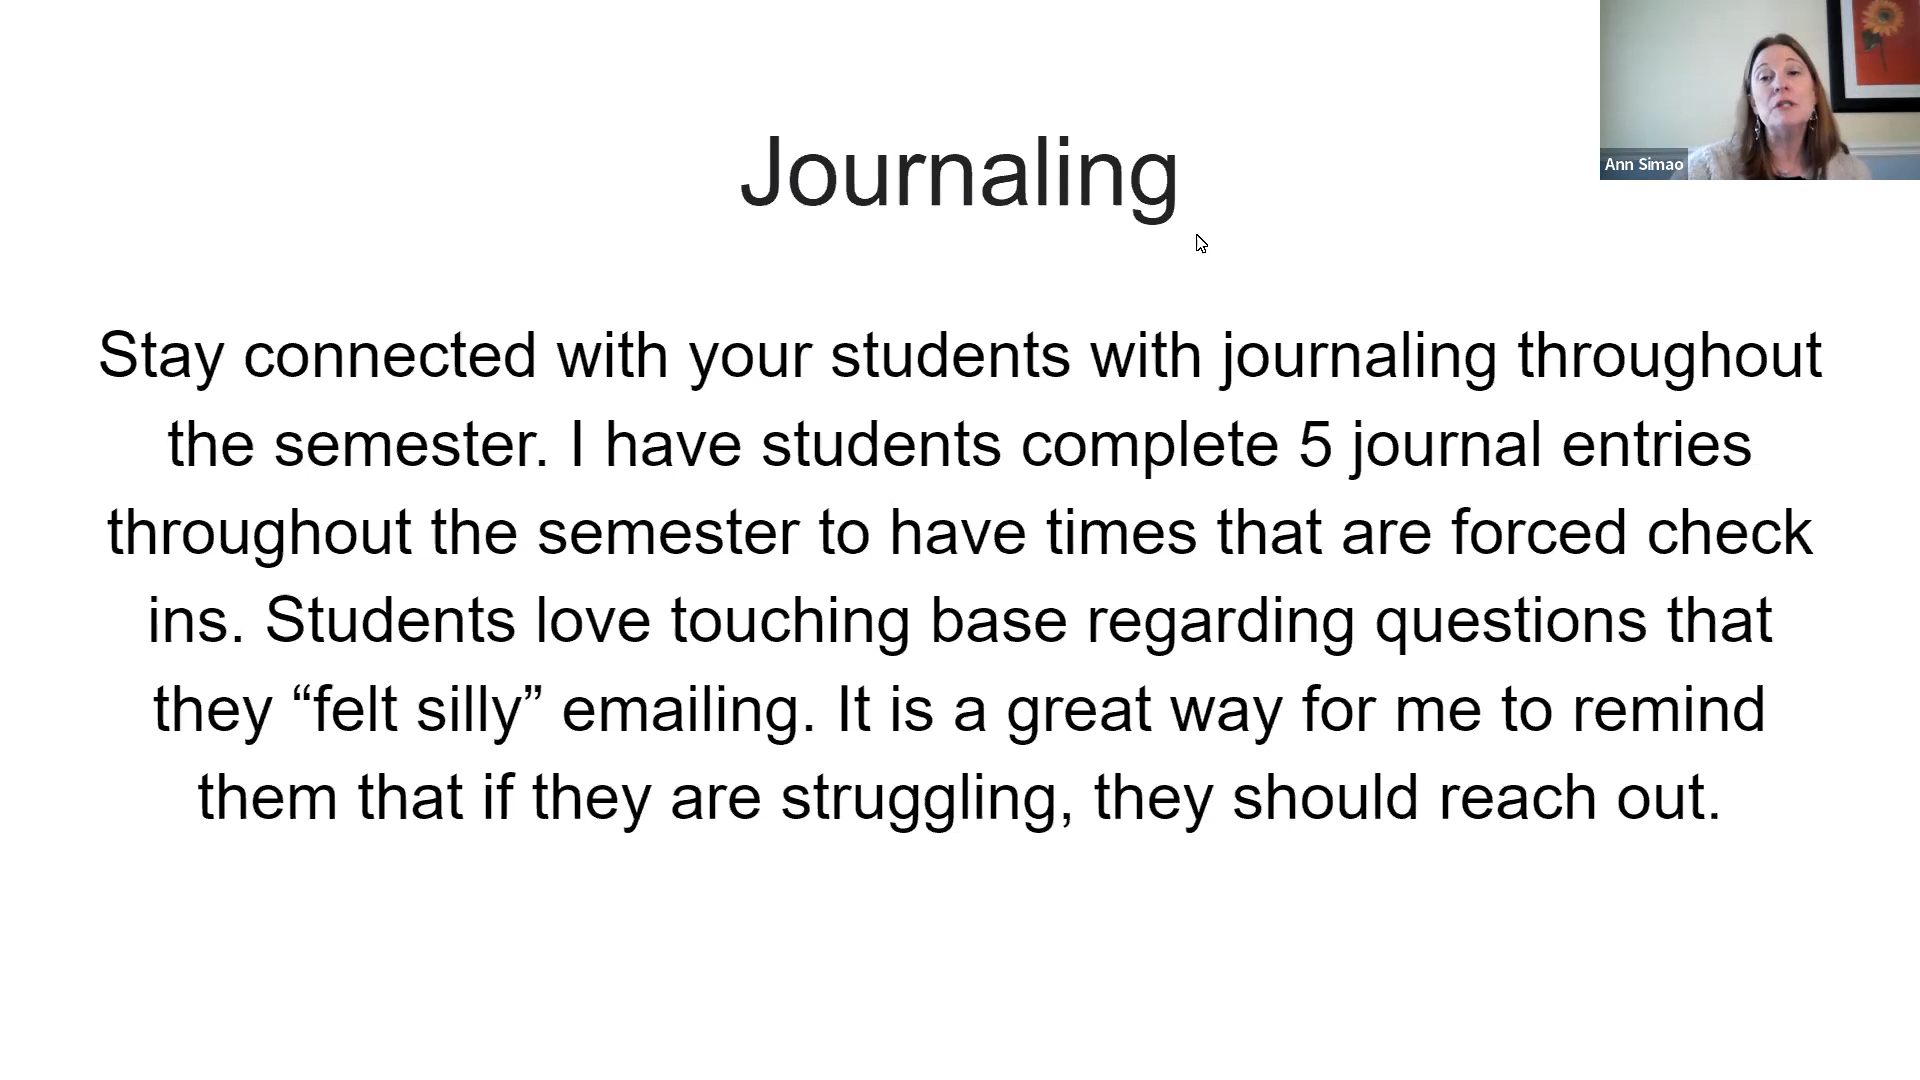 Journaling
Ann Simao
Stay connected with your students with journaling throughout
the semester. I have students complete 5 journal entries
throughout the semester to have times that are forced check
ins. Students love touching base regarding questions that
they “felt silly” emailing. It is a great way for me to remind
them that if they are struggling, they should reach out.